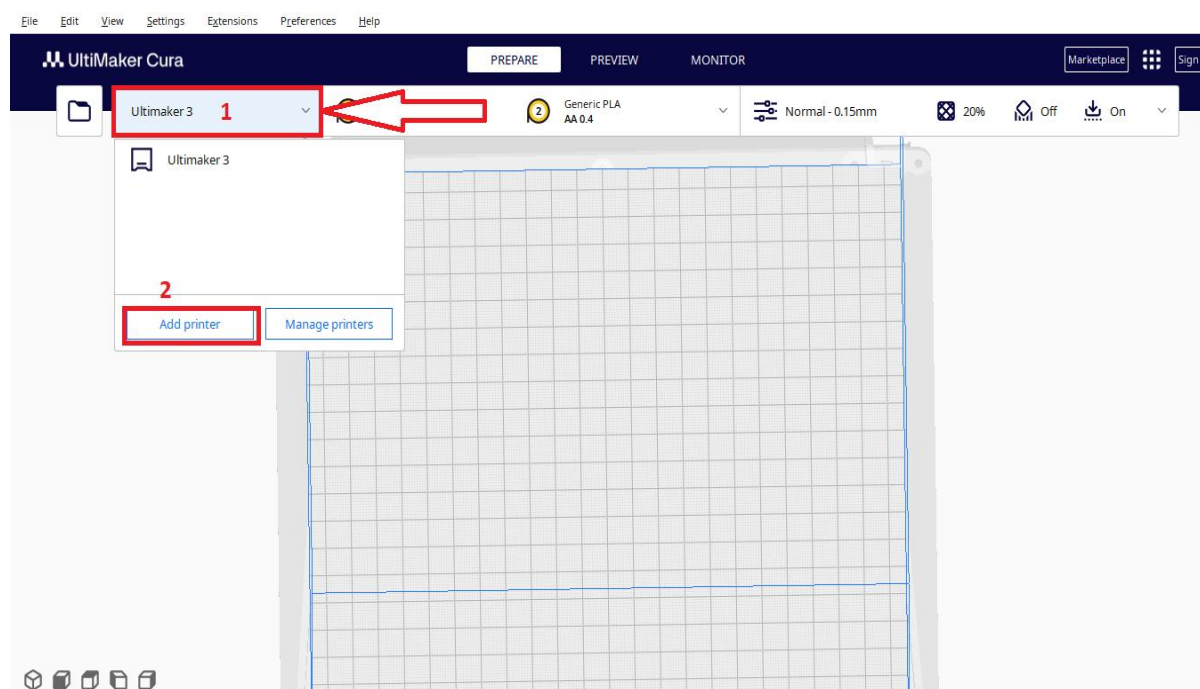 File Edit View Settings Extensions Preferences Help
UltiMaker Cura PREPARE PREVIEW MONITOR Marketplace Sign
Ultimaker 3 1 2 Generic PLA Normal - 0.15mm 20% Off On
AA 0.4
Ultimaker 3
2
Add printer Manage printers